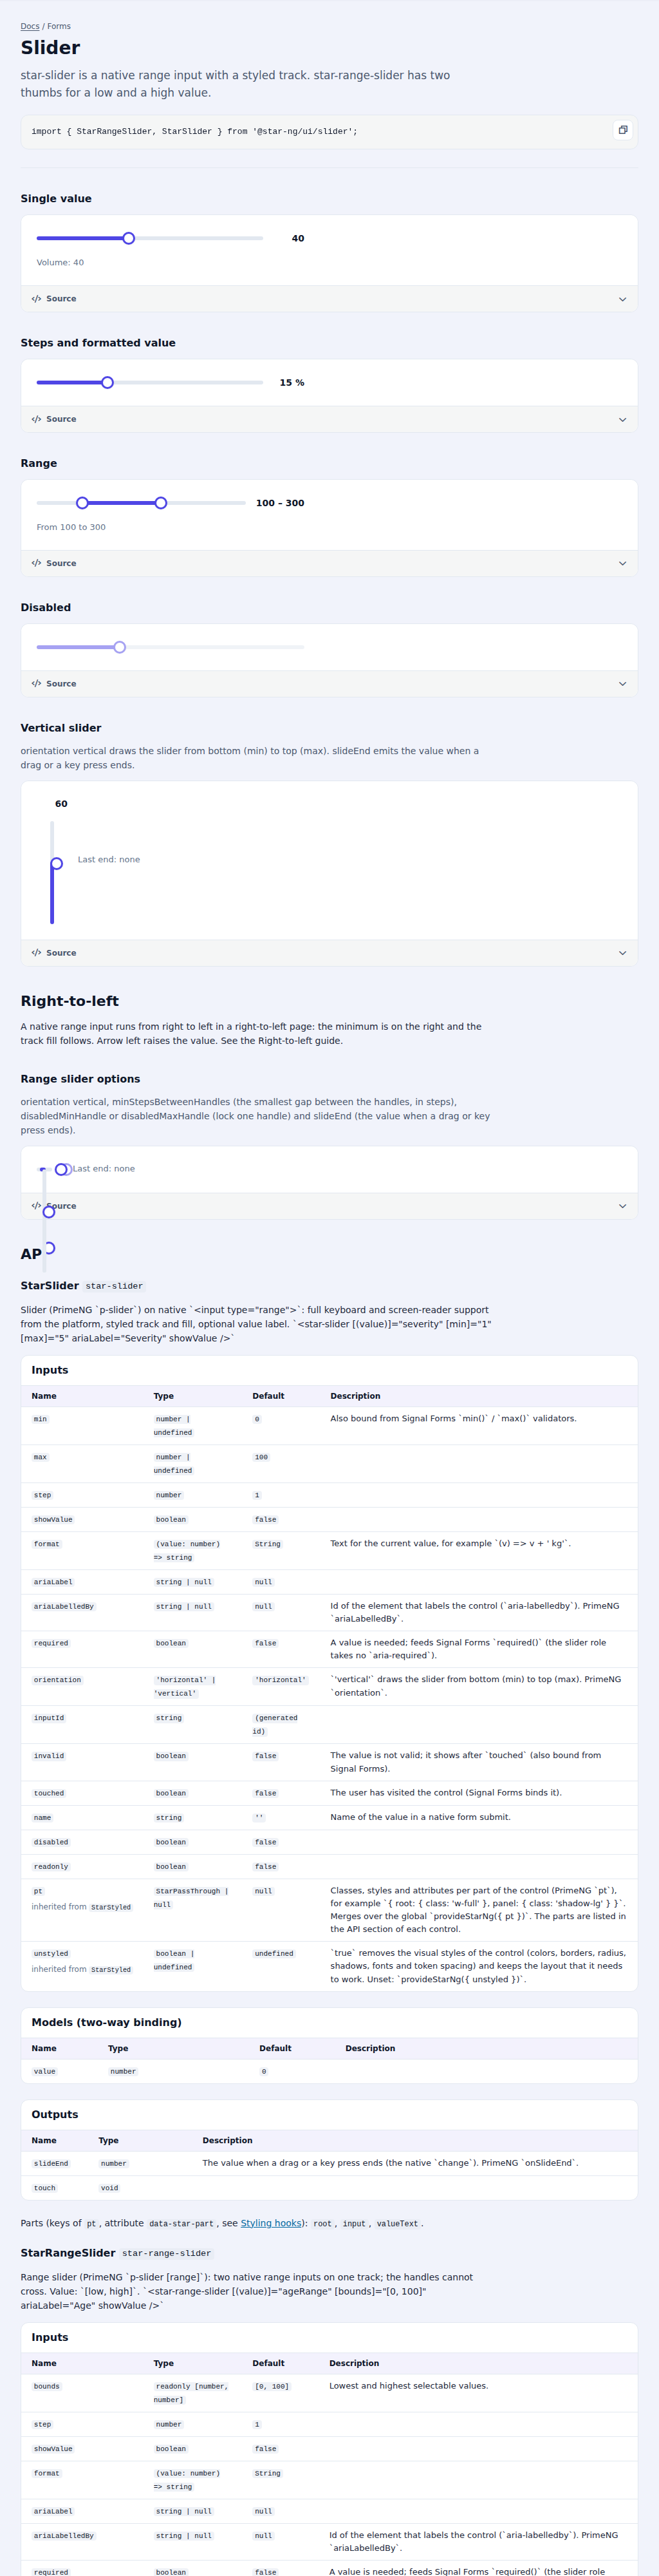 Docs / Forms
Slider
star-slider is a native range input with a styled track. star-range-slider has two
thumbs for a low and a high value.
import { StarRangeSlider, StarSlider } from '@star-ng/ui/slider';
Single value
40
Volume: 40
Source
Steps and formatted value
15 %
Source
Range
100 – 300
From 100 to 300
Source
Disabled
Source
Vertical slider
orientation vertical draws the slider from bottom (min) to top (max). slideEnd emits the value when a
drag or a key press ends.
60
Last end: none
Source
Right-to-left
A native range input runs from right to left in a right-to-left page: the minimum is on the right and the
track fill follows. Arrow left raises the value. See the Right-to-left guide.
Range slider options
orientation vertical, minStepsBetweenHandles (the smallest gap between the handles, in steps),
disabledMinHandle or disabledMaxHandle (lock one handle) and slideEnd (the value when a drag or key
press ends).
Last end: none
Source
AP
StarSlider star-slider
Slider (PrimeNG `p-slider`) on native `<input type="range">`: full keyboard and screen-reader support
from the platform, styled track and fill, optional value label. `<star-slider [(value)]="severity" [min]="1"
[max]="5" ariaLabel="Severity" showValue />`
Inputs
Name Type Default Description
min number | 0 Also bound from Signal Forms `min()` / `max()` validators.
undefined
max number | 100
undefined
step number 1
showValue boolean false
format (value: number) String Text for the current value, for example `(v) => v + ' kg'`.
=> string
ariaLabel string | null null
ariaLabelledBy string | null null Id of the element that labels the control (`aria-labelledby`). PrimeNG
`ariaLabelledBy`.
required boolean false A value is needed; feeds Signal Forms `required()` (the slider role
takes no `aria-required`).
orientation 'horizontal' | 'horizontal' `'vertical'` draws the slider from bottom (min) to top (max). PrimeNG
'vertical' `orientation`.
inputId string (generated
id)
invalid boolean false The value is not valid; it shows after `touched` (also bound from
Signal Forms).
touched boolean false The user has visited the control (Signal Forms binds it).
name string '' Name of the value in a native form submit.
disabled boolean false
readonly boolean false
pt StarPassThrough | null Classes, styles and attributes per part of the control (PrimeNG `pt`),
inherited from StarStyled null for example `{ root: { class: 'w-full' }, panel: { class: 'shadow-lg' } }`.
Merges over the global `provideStarNg({ pt })`. The parts are listed in
the API section of each control.
unstyled boolean | undefined `true` removes the visual styles of the control (colors, borders, radius,
inherited from StarStyled undefined shadows, fonts and token spacing) and keeps the layout that it needs
to work. Unset: `provideStarNg({ unstyled })`.
Models (two-way binding)
Name Type Default Description
value number 0
Outputs
Name Type Description
slideEnd number The value when a drag or a key press ends (the native `change`). PrimeNG `onSlideEnd`.
touch void
Parts (keys of pt, attribute data-star-part, see Styling hooks): root, input, valueText.
StarRangeSlider star-range-slider
Range slider (PrimeNG `p-slider [range]`): two native range inputs on one track; the handles cannot
cross. Value: `[low, high]`. `<star-range-slider [(value)]="ageRange" [bounds]="[0, 100]"
ariaLabel="Age" showValue />`
Inputs
Name Type Default Description
bounds readonly [number, [0, 100] Lowest and highest selectable values.
number]
step number 1
showValue boolean false
format (value: number) String
=> string
ariaLabel string | null null
ariaLabelledBy string | null null Id of the element that labels the control (`aria-labelledby`). PrimeNG
`ariaLabelledBy`.
required boolean false A value is needed; feeds Signal Forms `required()` (the slider role